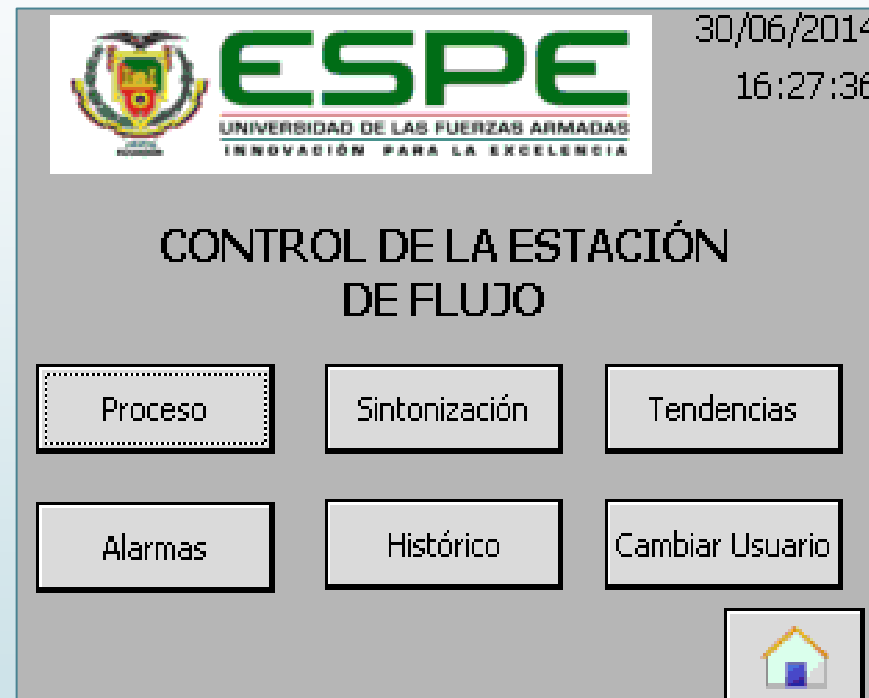 ESPE
30/06/2014
16:27:36
UNIVERSIDAD DE LAS FUERZAS ARMADAS
INNOVACIÓN PARA LA EXCELENCIA
CONTROL DE LA ESTACIÓN
DE FLUJO
Proceso
Sintonización
Tendencias
Alarmas
Histórico
Cambiar Usuario